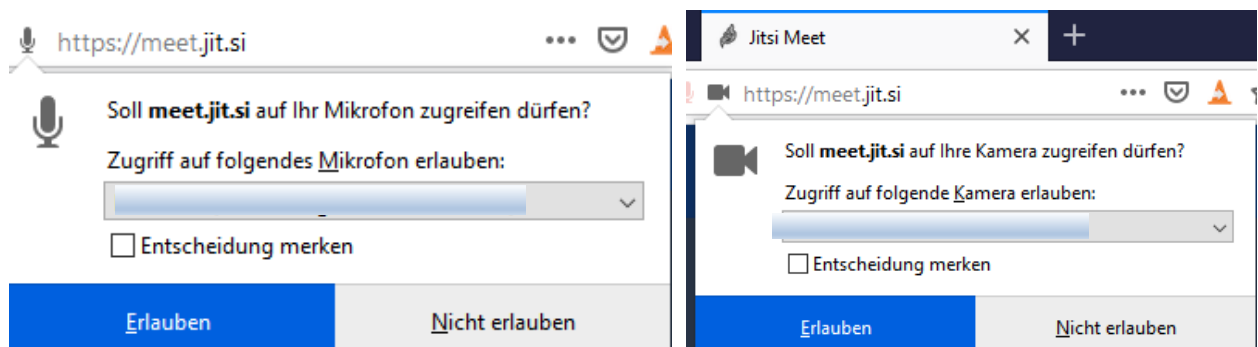 https://meet.jit.si
Soll meet.jit.si auf Ihr Mikrofon zugreifen dürfen?
Zugriff auf folgendes Mikrofon erlauben:
Entscheidung merken
Erlauben
Nicht erlauben
Jitsi Meet
https://meet.jit.si
Soll meet.jit.si auf Ihre Kamera zugreifen dürfen?
Zugriff auf folgende Kamera erlauben:
Entscheidung merken
Erlauben
Nicht erlauben